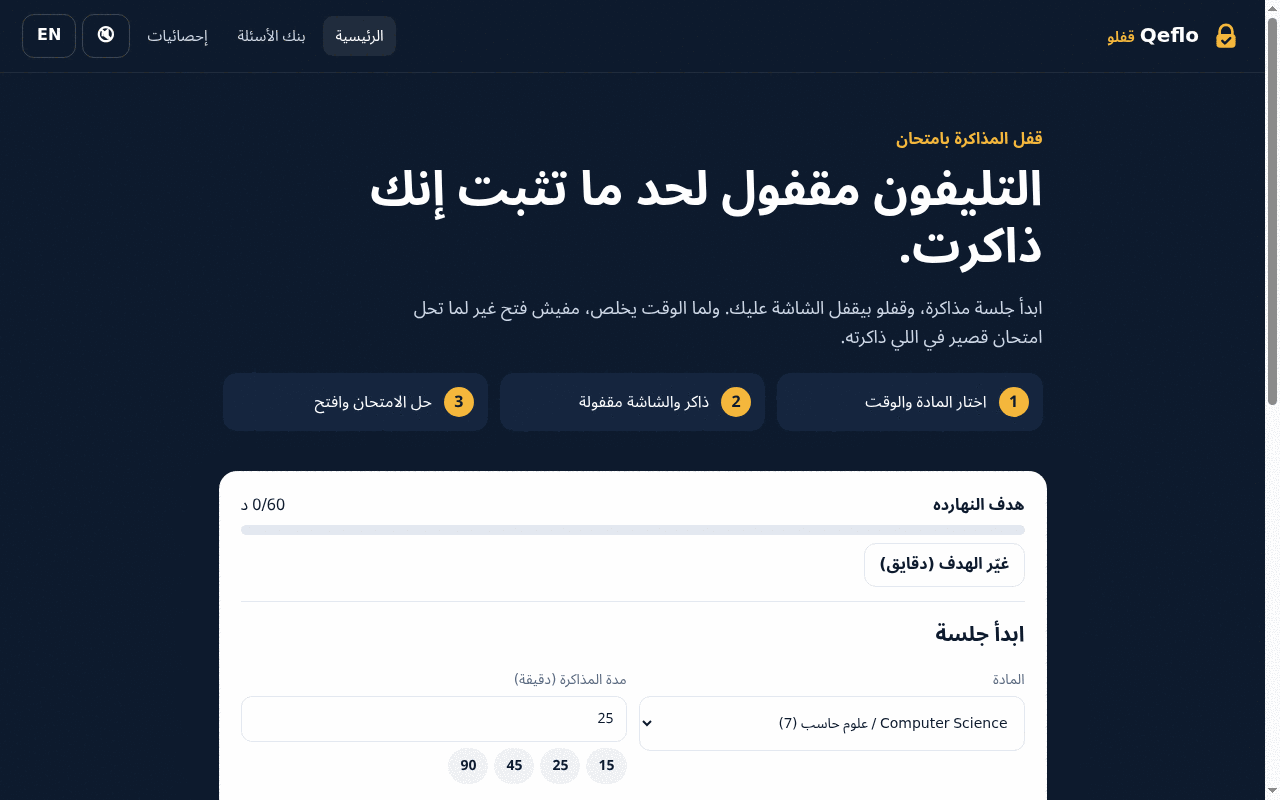 Qeflo قفلو
الرئيسية
بنك الأسئلة
إحصائيات
EN
قفل المذاكرة بامتحان
التليفون مقفول لحد ما تثبت إنك
ذاكرت.
ابدأ جلسة مذاكرة، وقفلو بيقفل الشاشة عليك. ولما الوقت يخلص، مفيش فتح غير لما تحل
امتحان قصير في اللي ذاكرته.
1 اختار المادة والوقت
2 ذاكر والشاشة مقفولة
3 حل الامتحان وافتح
هدف النهارده
0/60 د
غيّر الهدف (دقايق)
ابدأ جلسة
المادة
Computer Science / علوم حاسب (7)
مدة المذاكرة (دقيقة)
25
15
25
45
90